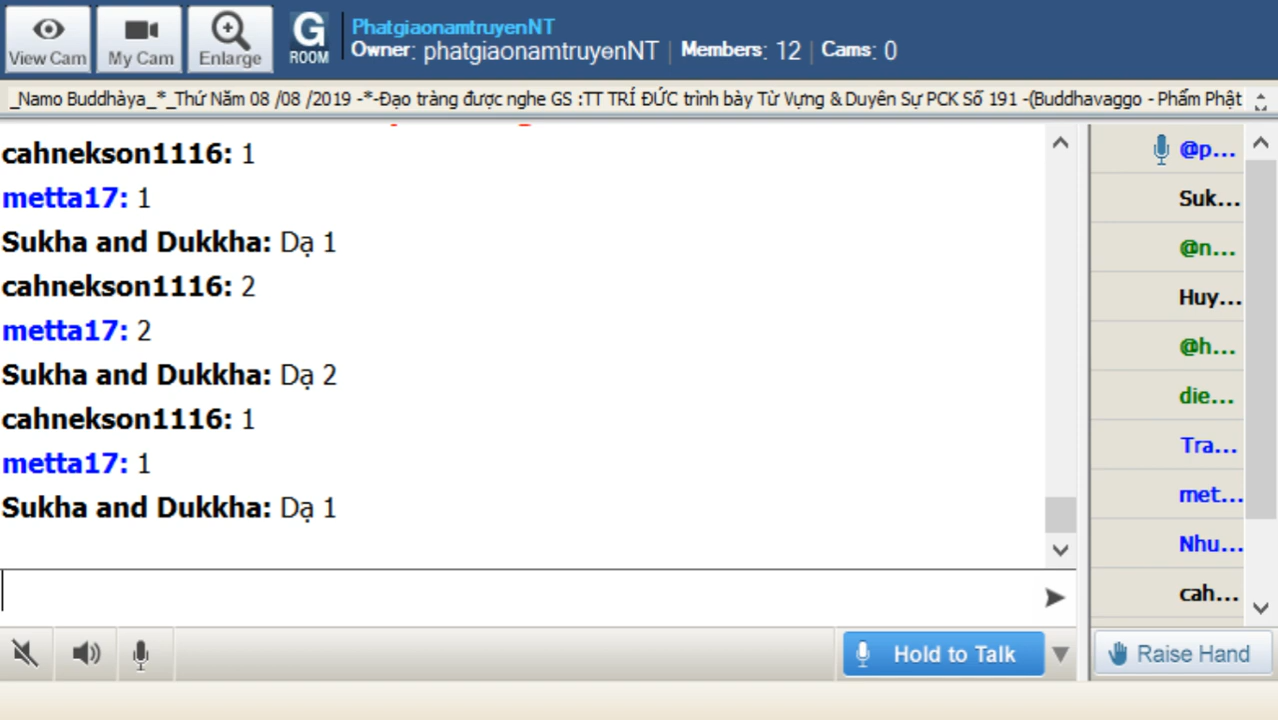 PhatgiaonamtruyenNT
View Cam
My Cam
Enlarge
G ROOM
Owner: phatgiaonamtruyenNT | Members: 12 | Cams: 0
_Namo Buddhàya_*_Thứ Năm 08 /08 /2019 -*-Đạo tràng được nghe GS :TT TRÍ ĐỨC trình bày Từ Vựng & Duyên Sự PCK Số 191 -(Buddhavaggo - Phẩm Phật
cahnekson1116: 1
metta17: 1
Sukha and Dukkha: Dạ 1
cahnekson1116: 2
metta17: 2
Sukha and Dukkha: Dạ 2
cahnekson1116: 1
metta17: 1
Sukha and Dukkha: Dạ 1
@p...
Suk...
@n...
Huy...
@h...
die...
Tra...
met...
Nhu...
cah...
Hold to Talk
Raise Hand